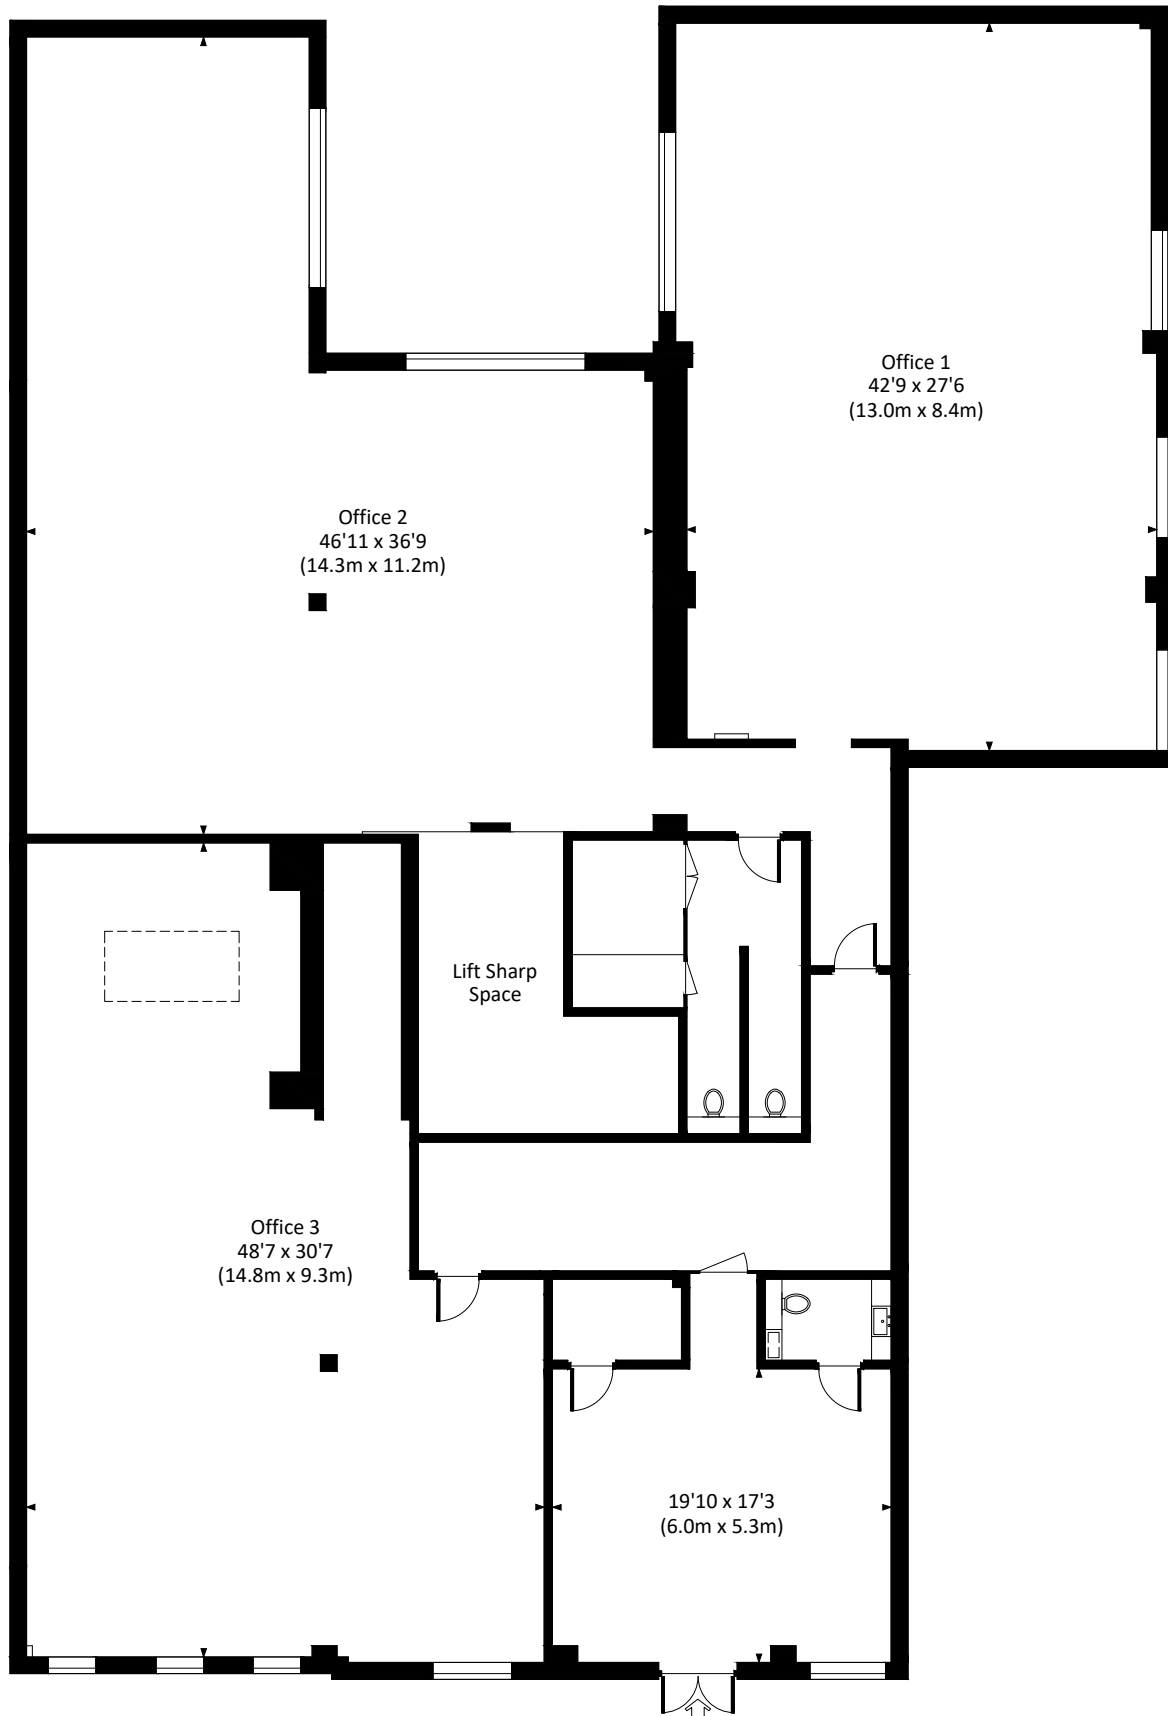 Office 1
42'9 x 27'6
(13.0m x 8.4m)
Office 2
46'11 x 36'9
(14.3m x 11.2m)
Lift Sharp
Space
Office 3
48'7 x 30'7
(14.8m x 9.3m)
19'10 x 17'3
(6.0m x 5.3m)